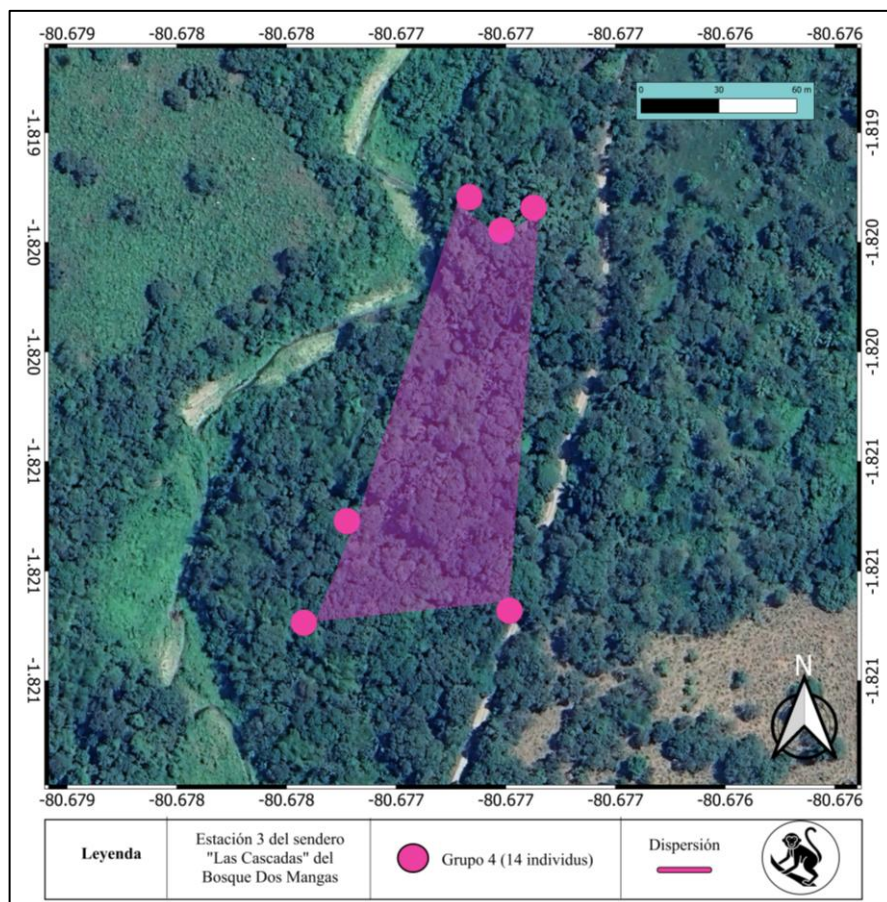 -80.679 -80.678 -80.678 -80.677 -80.677 -80.677 -80.676 -80.676
0 30 60 m
-1.819 -1.819
-1.820 -1.820
-1.820 -1.820
-1.821 -1.821
-1.821 -1.821
-1.821 -1.821
N
-80.679 -80.678 -80.678 -80.677 -80.677 -80.677 -80.676 -80.676
Leyenda
Estación 3 del sendero
"Las Cascadas" del
Bosque Dos Mangas
Grupo 4 (14 individus)
Dispersión